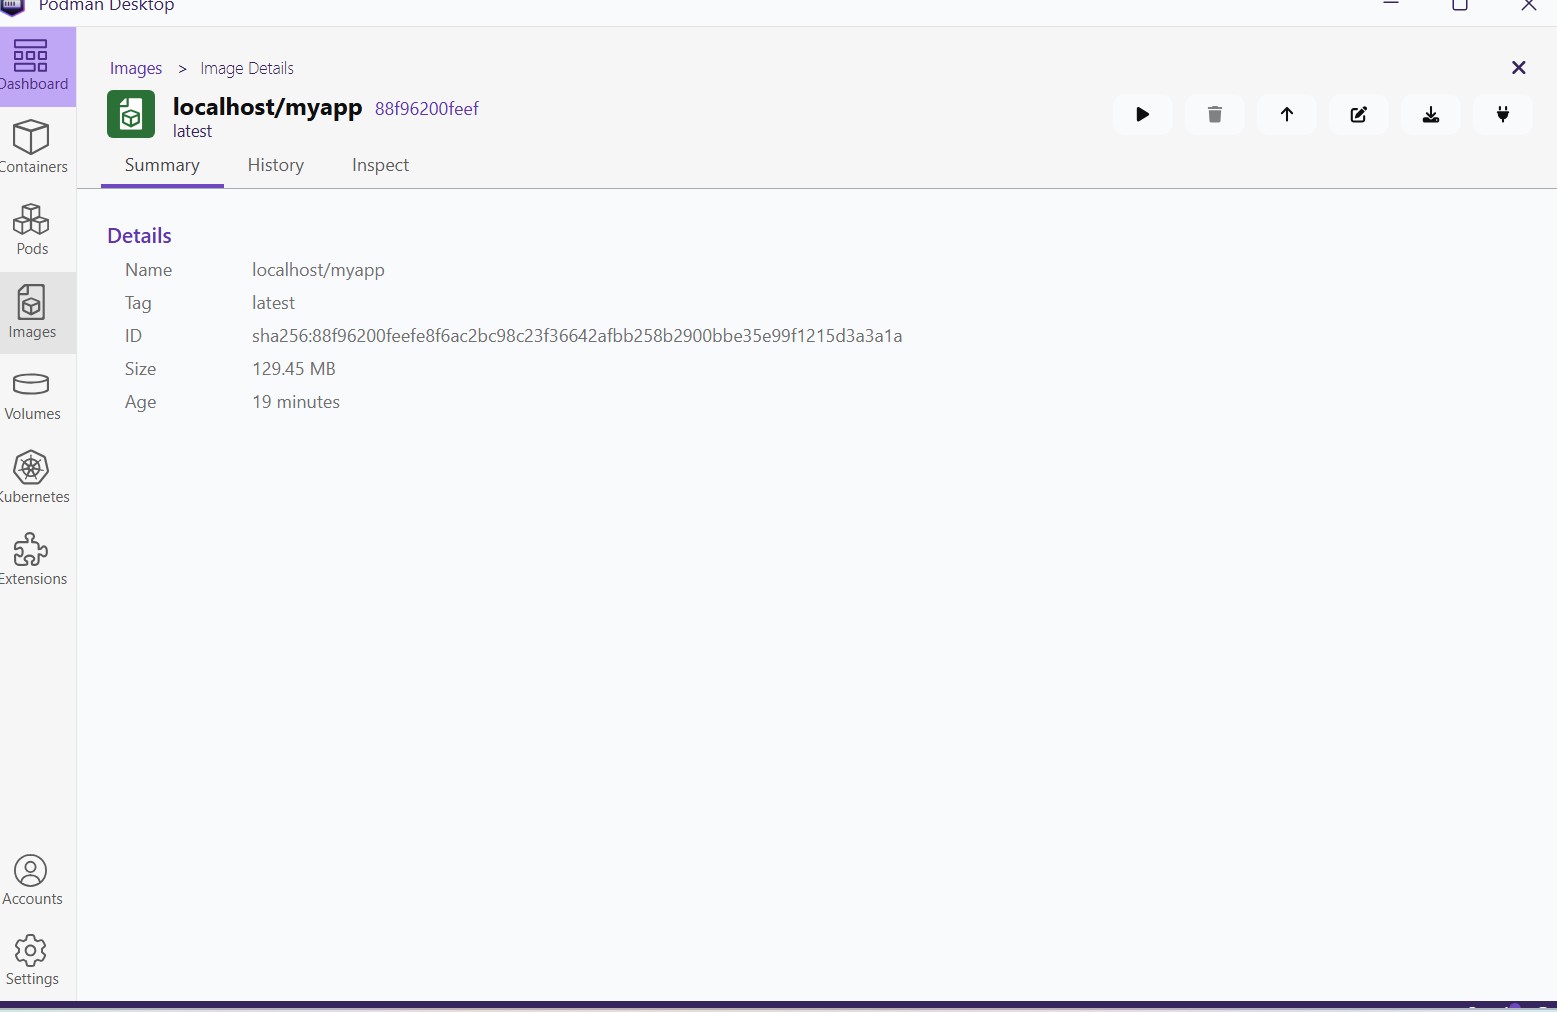 Podman Desktop
Dashboard
Containers
Pods
Images
Volumes
Kubernetes
Extensions
Accounts
Settings
Images > Image Details
localhost/myapp 88f96200feef
latest
Summary History Inspect
Details
Name localhost/myapp
Tag latest
ID sha256:88f96200feefe8f6ac2bc98c23f36642afbb258b2900bbe35e99f1215d3a3a1a
Size 129.45 MB
Age 19 minutes